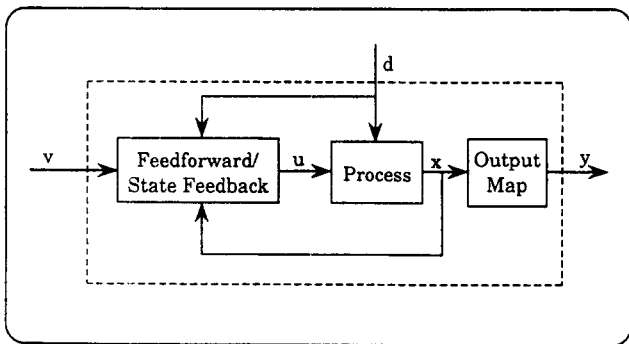 d
v
Feedforward/
State Feedback
u
Process
x
Output
Map
y